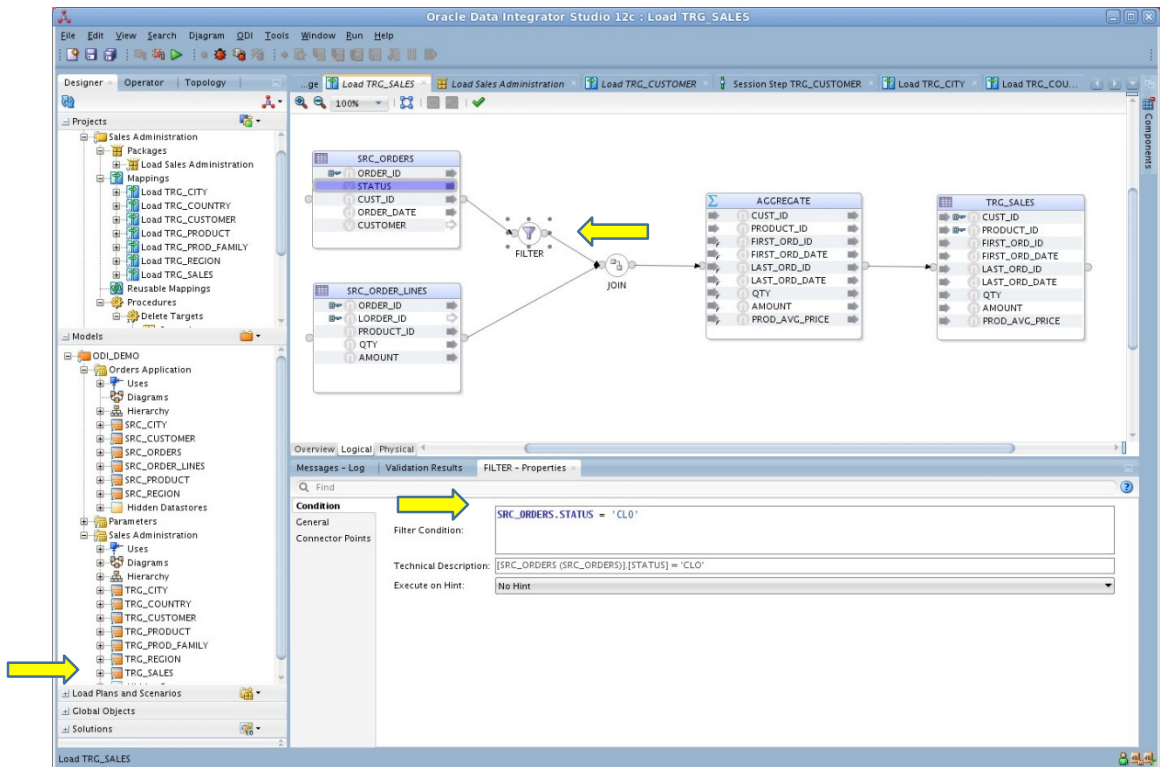 Oracle Data Integrator Studio 12c : Load TRG_SALES
File Edit View Search Diagram ODI Tools Window Run Help
Designer Operator Topology
...ge Load TRG_SALES Load Sales Administration Load TRG_CUSTOMER Session Step TRG_CUSTOMER Load TRG_CITY Load TRG_COU...
100%
Components
Projects
Sales Administration
Packages
Load Sales Administration
Mappings
Load TRG_CITY
Load TRG_COUNTRY
Load TRG_CUSTOMER
Load TRG_PRODUCT
Load TRG_PROD_FAMILY
Load TRG_REGION
Load TRG_SALES
Reusable Mappings
Procedures
Delete Targets
Models
ODI_DEMO
Orders Application
Uses
Diagrams
Hierarchy
SRC_CITY
SRC_CUSTOMER
SRC_ORDERS
SRC_ORDER_LINES
SRC_PRODUCT
SRC_REGION
Hidden Datastores
Parameters
Sales Administration
Uses
Diagrams
Hierarchy
TRG_CITY
TRG_COUNTRY
TRG_CUSTOMER
TRG_PRODUCT
TRG_PROD_FAMILY
TRG_REGION
TRG_SALES
Load Plans and Scenarios
Global Objects
Solutions
SRC_ORDERS
ORDER_ID
STATUS
CUST_ID
ORDER_DATE
CUSTOMER
SRC_ORDER_LINES
ORDER_ID
LORDER_ID
PRODUCT_ID
QTY
AMOUNT
FILTER
JOIN
AGGREGATE
CUST_ID
PRODUCT_ID
FIRST_ORD_ID
FIRST_ORD_DATE
LAST_ORD_ID
LAST_ORD_DATE
QTY
AMOUNT
PROD_AVG_PRICE
TRG_SALES
CUST_ID
PRODUCT_ID
FIRST_ORD_ID
FIRST_ORD_DATE
LAST_ORD_ID
LAST_ORD_DATE
QTY
AMOUNT
PROD_AVG_PRICE
Overview Logical Physical
Messages - Log Validation Results FILTER - Properties
Find
Condition
General
Connector Points
Filter Condition:
SRC_ORDERS.STATUS = 'CLO'
Technical Description: [SRC_ORDERS (SRC_ORDERS)].[STATUS] = 'CLO'
Execute on Hint: No Hint
Load TRG_SALES